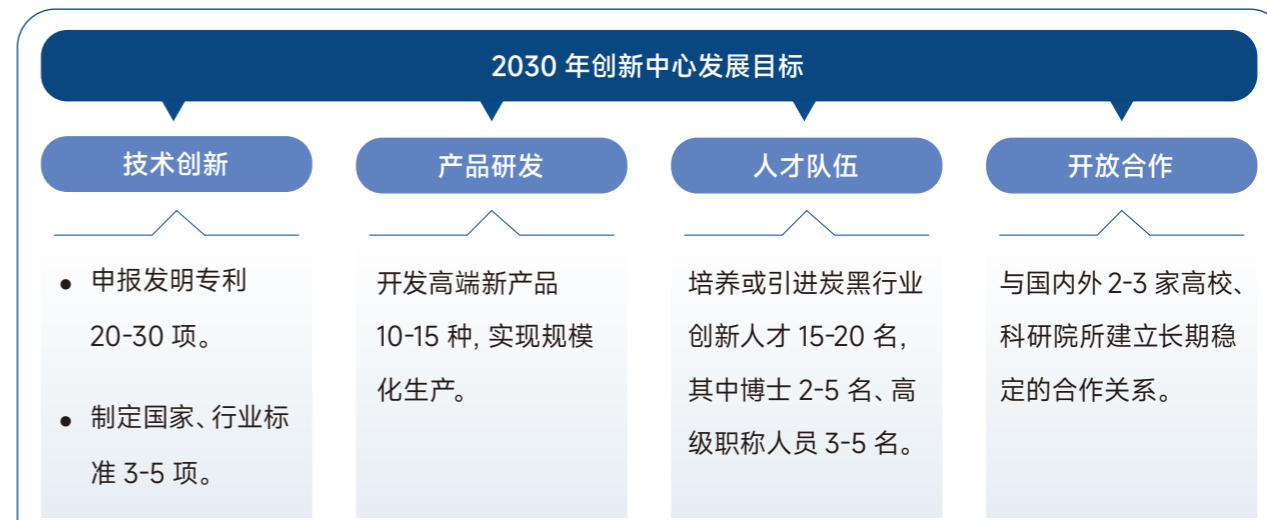 2030 年创新中心发展目标
技术创新
● 申报发明专利
20-30 项。
● 制定国家、行业标
准 3-5 项。
产品研发
开发高端新产品
10-15 种, 实现规模
化生产。
人才队伍
培养或引进炭黑行业
创新人才 15-20 名,
其中博士 2-5 名、高
级职称人员 3-5 名。
开放合作
与国内外 2-3 家高校、
科研院所建立长期稳
定的合作关系。